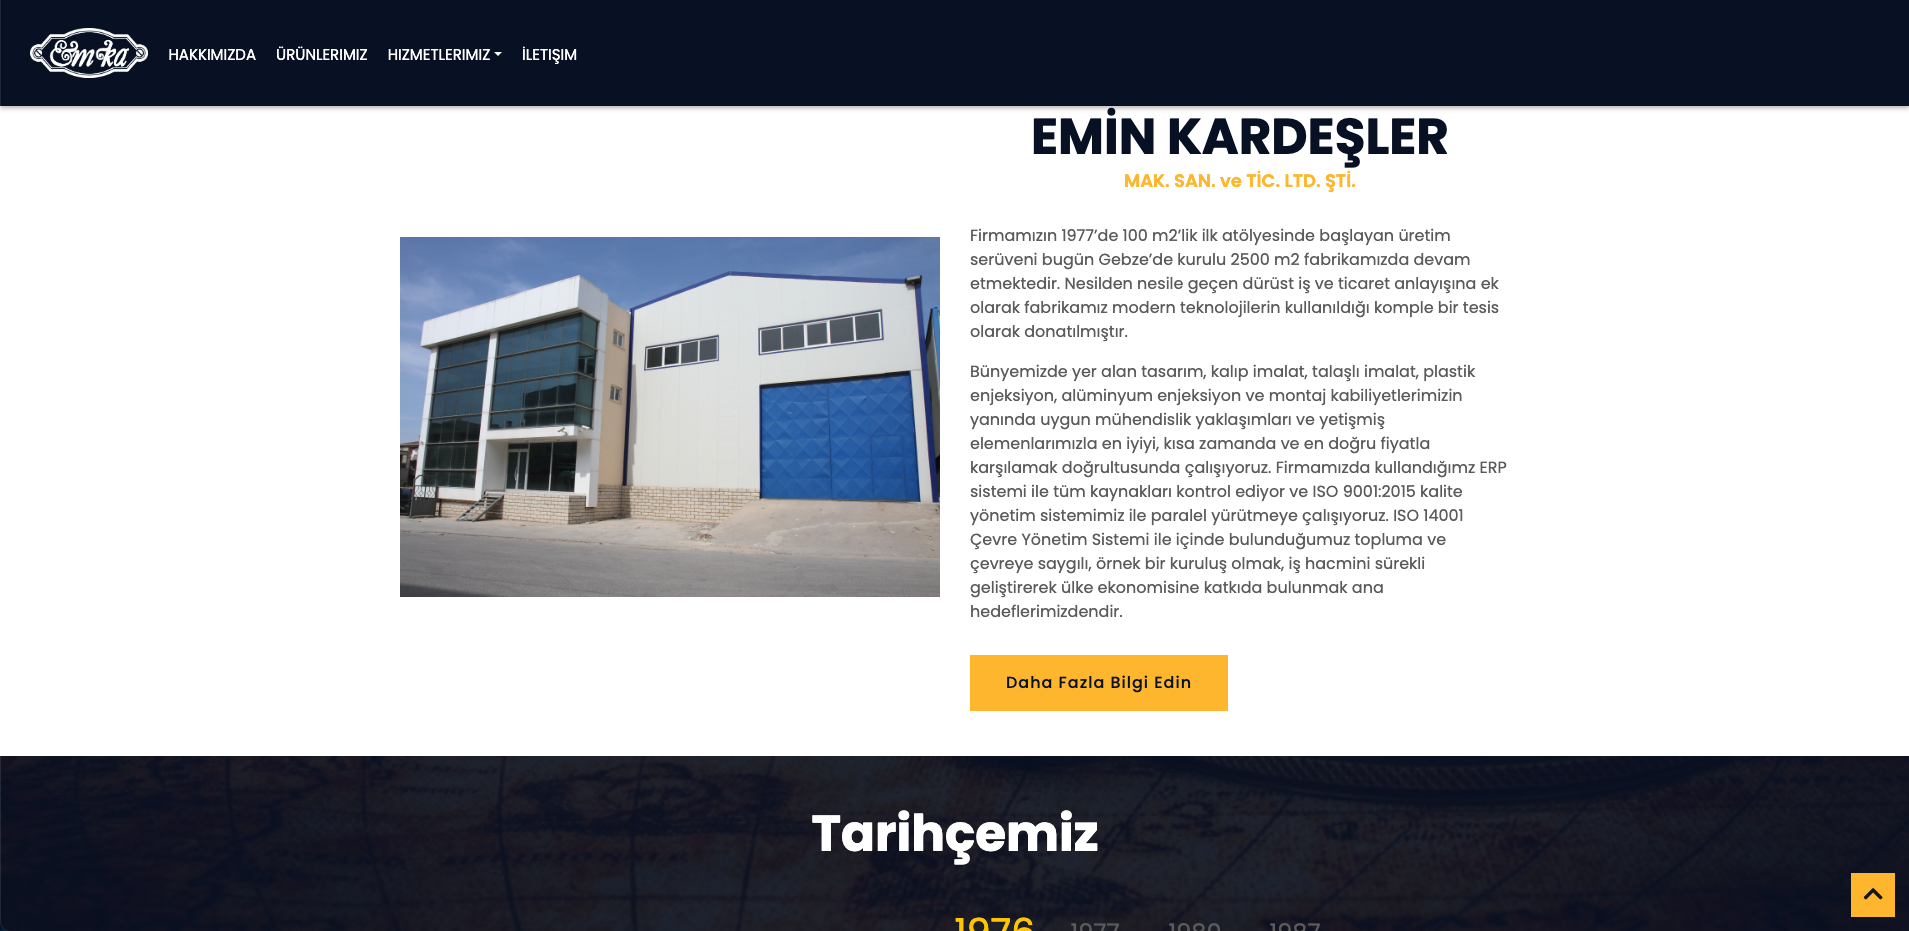 Emka
HAKKIMIZDA ÜRÜNLERIMIZ HIZMETLERIMIZ İLETIŞIM
EMİN KARDEŞLER
MAK. SAN. ve TİC. LTD. ŞTİ.
Firmamızın 1977’de 100 m2’lik ilk atölyesinde başlayan üretim
serüveni bugün Gebze’de kurulu 2500 m2 fabrikamızda devam
etmektedir. Nesilden nesile geçen dürüst iş ve ticaret anlayışına ek
olarak fabrikamız modern teknolojilerin kullanıldığı komple bir tesis
olarak donatılmıştır.
Bünyemizde yer alan tasarım, kalıp imalat, talaşlı imalat, plastik
enjeksiyon, alüminyum enjeksiyon ve montaj kabiliyetlerimizin
yanında uygun mühendislik yaklaşımları ve yetişmiş
elemenlarımızla en iyiyi, kısa zamanda ve en doğru fiyatla
karşılamak doğrultusunda çalışıyoruz. Firmamızda kullandığımz ERP
sistemi ile tüm kaynakları kontrol ediyor ve ISO 9001:2015 kalite
yönetim sistemimiz ile paralel yürütmeye çalışıyoruz. ISO 14001
Çevre Yönetim Sistemi ile içinde bulunduğumuz topluma ve
çevreye saygılı, örnek bir kuruluş olmak, iş hacmini sürekli
geliştirerek ülke ekonomisine katkıda bulunmak ana
hedeflerimizdendir.
Daha Fazla Bilgi Edin
Tarihçemiz
1976 1977 1980 1987